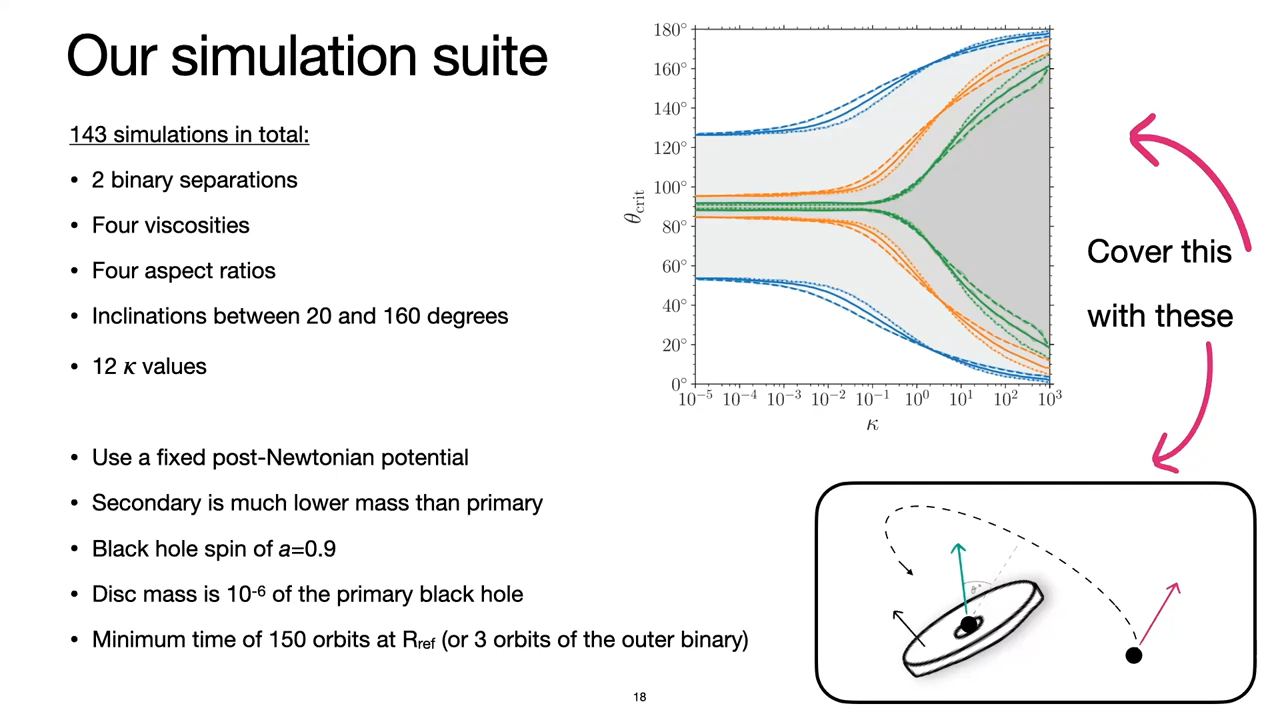 Our simulation suite
143 simulations in total:
• 2 binary separations
• Four viscosities
• Four aspect ratios
• Inclinations between 20 and 160 degrees
• 12 κ values
• Use a fixed post-Newtonian potential
• Secondary is much lower mass than primary
• Black hole spin of a=0.9
• Disc mass is 10⁻⁶ of the primary black hole
• Minimum time of 150 orbits at Rref (or 3 orbits of the outer binary)
180°
160°
140°
120°
100°
80°
60°
40°
20°
0°
θcrit
10⁻⁵ 10⁻⁴ 10⁻³ 10⁻² 10⁻¹ 10⁰ 10¹ 10² 10³
κ
Cover this
with these
θ
18